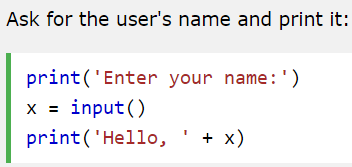 Ask for the user's name and print it:
print('Enter your name:')
x = input()
print('Hello, ' + x)